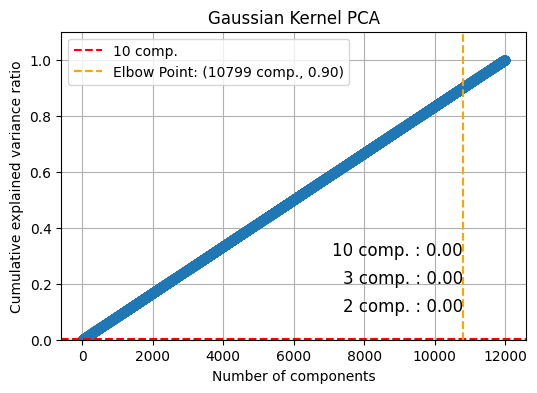 Gaussian Kernel PCA
10 comp.
Elbow Point: (10799 comp., 0.90)
Cumulative explained variance ratio
1.0
0.8
0.6
0.4
0.2
0.0
10 comp. : 0.00
3 comp. : 0.00
2 comp. : 0.00
0 2000 4000 6000 8000 10000 12000
Number of components